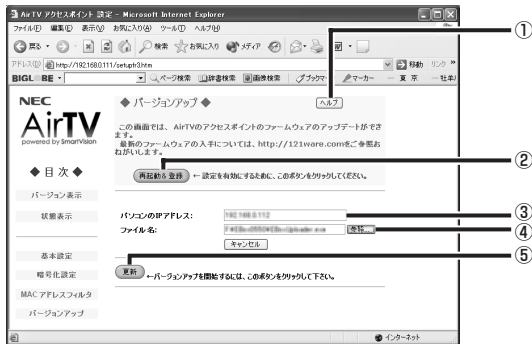 AirTV アクセスポイント 設定 - Microsoft Internet Explorer
ファイル(F) 編集(E) 表示(V) お気に入り(A) ツール(T) ヘルプ(H)
戻る 検索 お気に入り メディア
アドレス(D) http://192.168.0.111/setupfr3.htm 移動 リンク »
BIGLOBE ページ検索 辞書検索 画像検索 ブックマー マーカー 東 京
NEC
AirTV
powered by SmartVision
◆ 目 次 ◆
バージョン表示
状態表示
基本設定
暗号化設定
MAC アドレスフィルタ
バージョンアップ
◆ バージョンアップ ◆
ヘルプ
この画面では、AirTVのアクセスポイントのファームウェアのアップデートができ
ます。
最新のファームウェアの入手については、http://121ware.comをご参照お
ねがいします。
再起動& 登録 ← 設定を有効にするために、このボタンをクリックしてください。
パソコンのIPアドレス: 192.168.0.112
ファイル名: 参照...
キャンセル
更新 ←バージョンアップを開始するには、このボタンをクリックして下さい。
インターネット
①
②
③
④
⑤